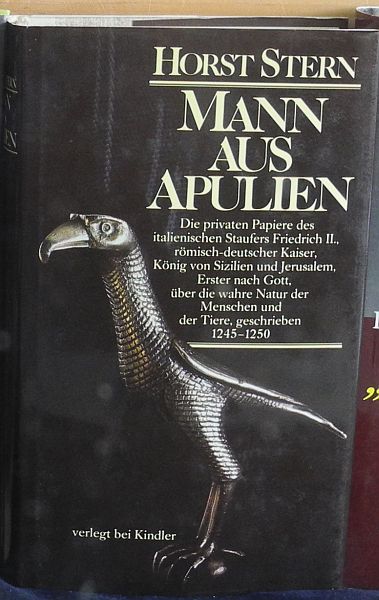 HORST STERN
MANN
AUS
APULIEN
Die privaten Papiere des
italienischen Staufers Friedrich II.,
römisch-deutscher Kaiser,
König von Sizilien und Jerusalem,
Erster nach Gott,
über die wahre Natur der
Menschen und
der Tiere, geschrieben
1245–1250
verlegt bei Kindler